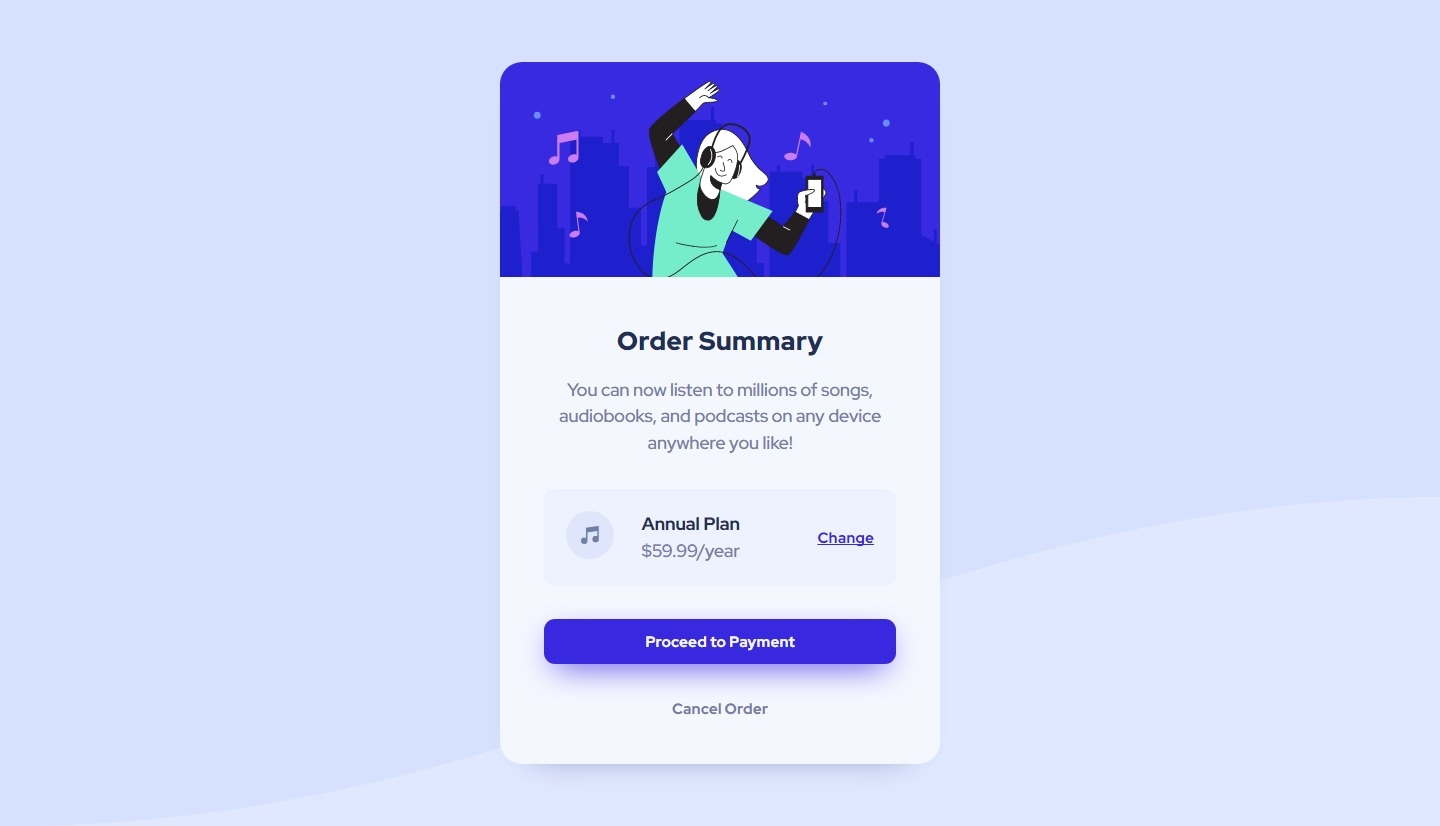 Order Summary
You can now listen to millions of songs,
audiobooks, and podcasts on any device
anywhere you like!
Annual Plan
$59.99/year
Change
Proceed to Payment
Cancel Order